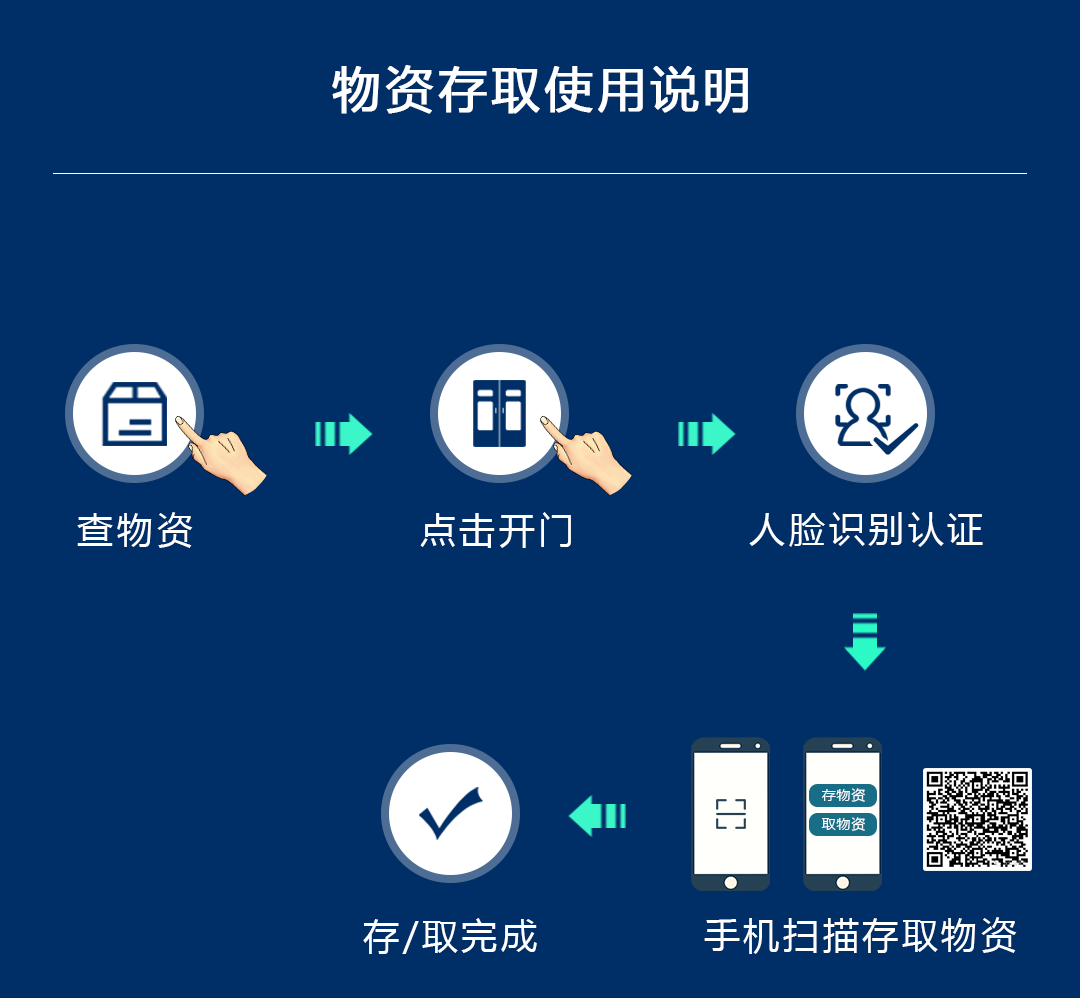 物资存取使用说明
查物资
点击开门
人脸识别认证
存物资
取物资
存/取完成
手机扫描存取物资